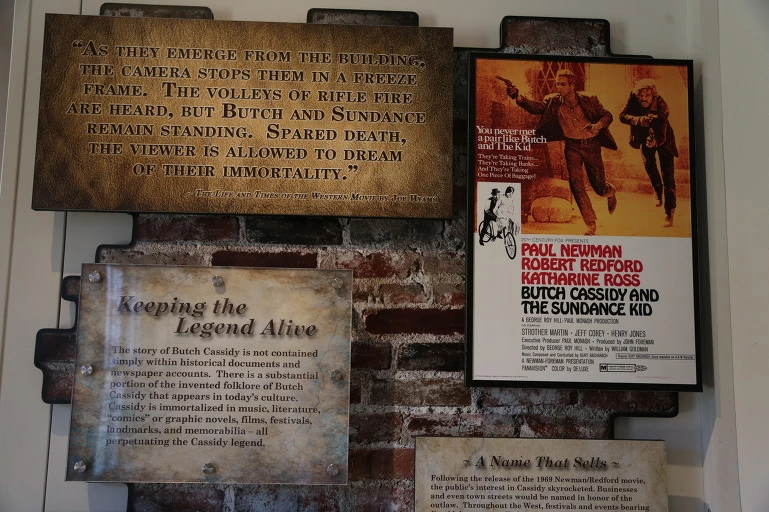 “As they emerge from the building,
the camera stops them in a freeze
frame. The volleys of rifle fire
are heard, but Butch and Sundance
remain standing. Spared death,
the viewer is allowed to dream
of their immortality.”
- The Life and Times of the Western Movie by Joe Hyams
You never met
a pair like Butch
and The Kid
They're Taking Trains...
They're Taking Banks...
And They're Taking
One Piece Of Baggage!
20TH CENTURY FOX PRESENTS
PAUL NEWMAN
ROBERT REDFORD
KATHARINE ROSS
BUTCH CASSIDY AND
THE SUNDANCE KID
A GEORGE ROY HILL-PAUL MONASH PRODUCTION
STROTHER MARTIN · JEFF COREY · HENRY JONES
Executive Producer PAUL MONASH · Produced by JOHN FOREMAN
Directed by GEORGE ROY HILL · Written by WILLIAM GOLDMAN
Music Composed and Conducted by BURT BACHARACH
A NEWMAN-FOREMAN PRESENTATION
PANAVISION® COLOR by DE LUXE
M
Keeping the
Legend Alive
The story of Butch Cassidy is not contained
simply within historical documents and
newspaper accounts. There is a substantial
portion of the invented folklore of Butch
Cassidy that appears in today's culture.
Cassidy is immortalized in music, literature,
“comics” or graphic novels, films, festivals,
landmarks, and memorabilia – all
perpetuating the Cassidy legend.
~ A Name That Sells ~
Following the release of the 1969 Newman/Redford movie,
the public's interest in Cassidy skyrocketed. Businesses
and even town streets would be named in honor of the
outlaw. Throughout the West, festivals and events bearing